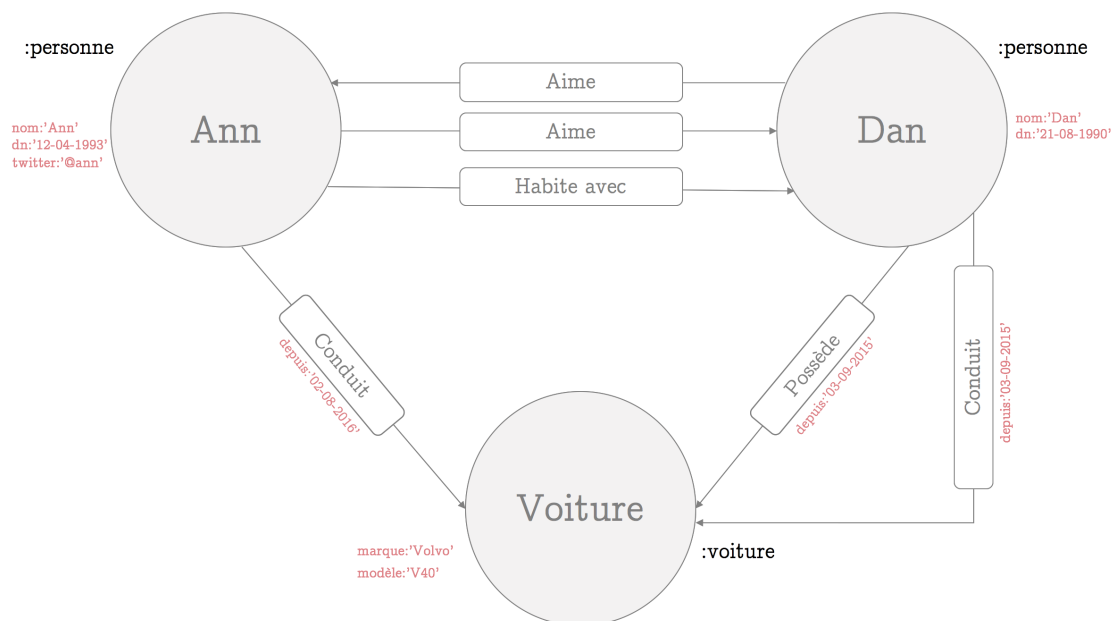 :personne
:personne
Aime
Ann
Aime
Dan
nom:'Ann'
dn:'12-04-1993'
twitter:'@ann'
nom:'Dan'
dn:'21-08-1990'
Habite avec
Conduit
depuis:'02-08-2016'
Possède
depuis:'03-09-2015'
Conduit
depuis:'03-09-2015'
Voiture
marque:'Volvo'
modèle:'V40'
:voiture